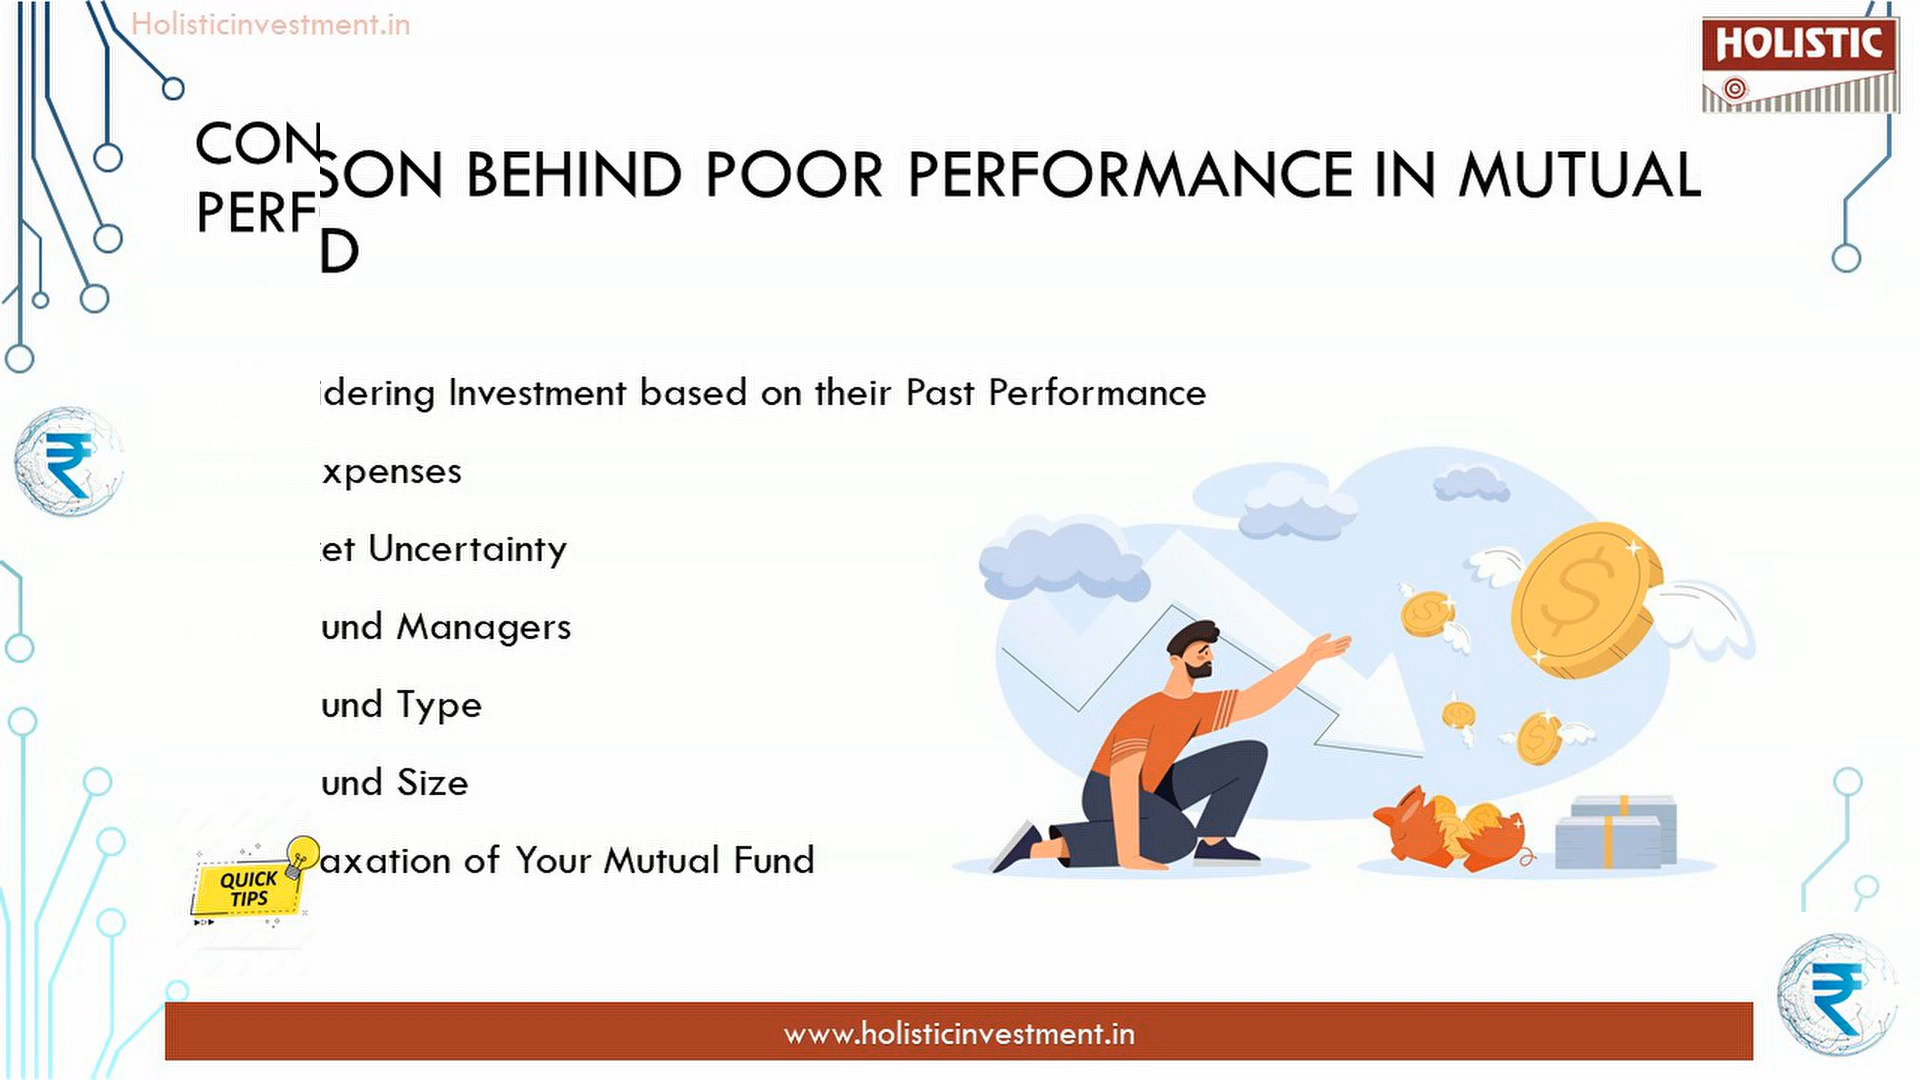 Holisticinvestment.in
HOLISTIC
CON
SON BEHIND POOR PERFORMANCE IN MUTUAL
PERF
D
idering Investment based on their Past Performance
xpenses
et Uncertainty
und Managers
und Type
und Size
axation of Your Mutual Fund
QUICK
TIPS
www.holisticinvestment.in